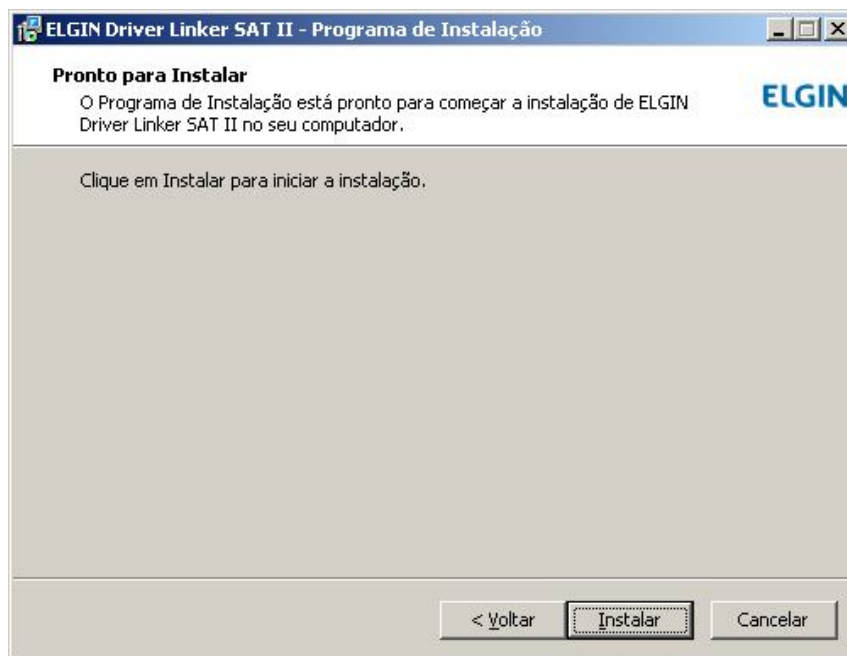 ELGIN Driver Linker SAT II - Programa de Instalação
Pronto para Instalar
O Programa de Instalação está pronto para começar a instalação de ELGIN
Driver Linker SAT II no seu computador.
ELGIN
Clique em Instalar para iniciar a instalação.
< Voltar Instalar Cancelar